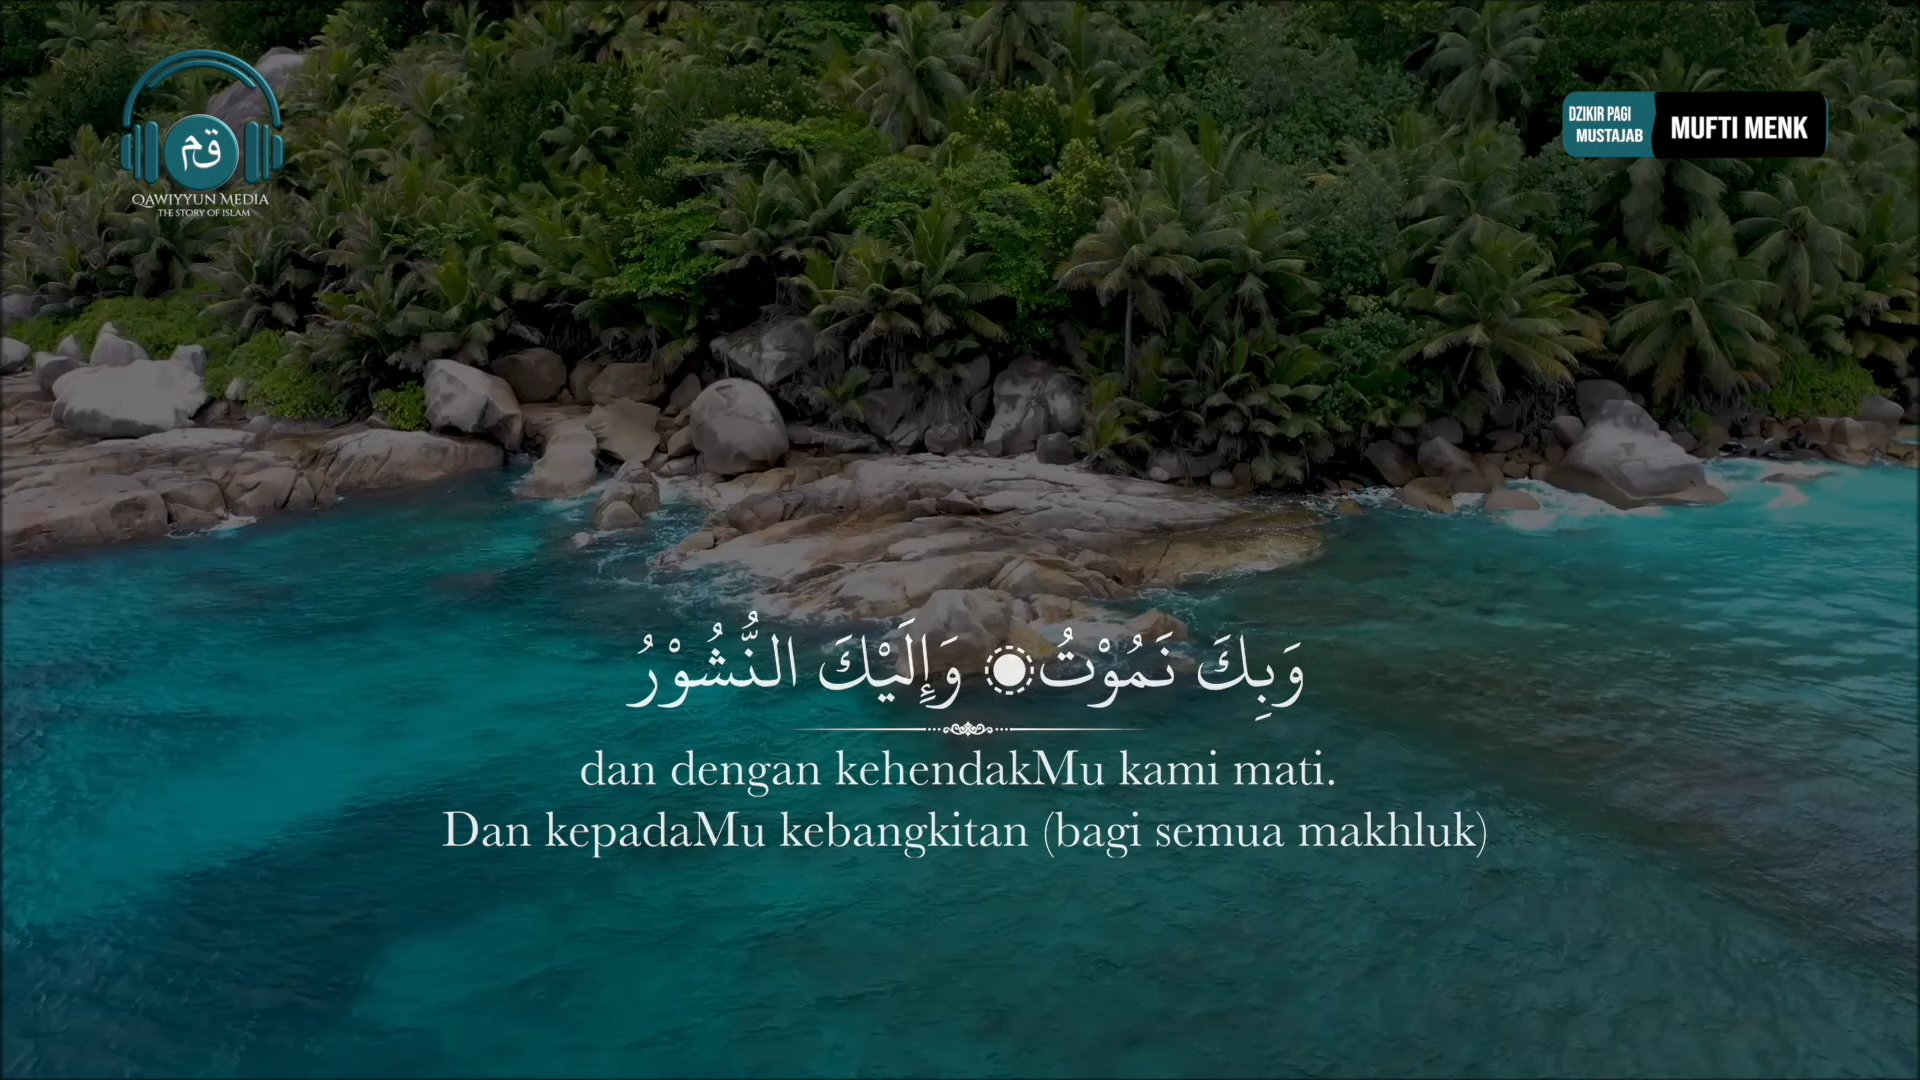 قم
QAWIYYUN MEDIA
THE STORY OF ISLAM
DZIKIR PAGI
MUSTAJAB
MUFTI MENK
وَبِكَ نَمُوْتُ وَإِلَيْكَ النُّشُوْرُ
dan dengan kehendakMu kami mati.
Dan kepadaMu kebangkitan (bagi semua makhluk)